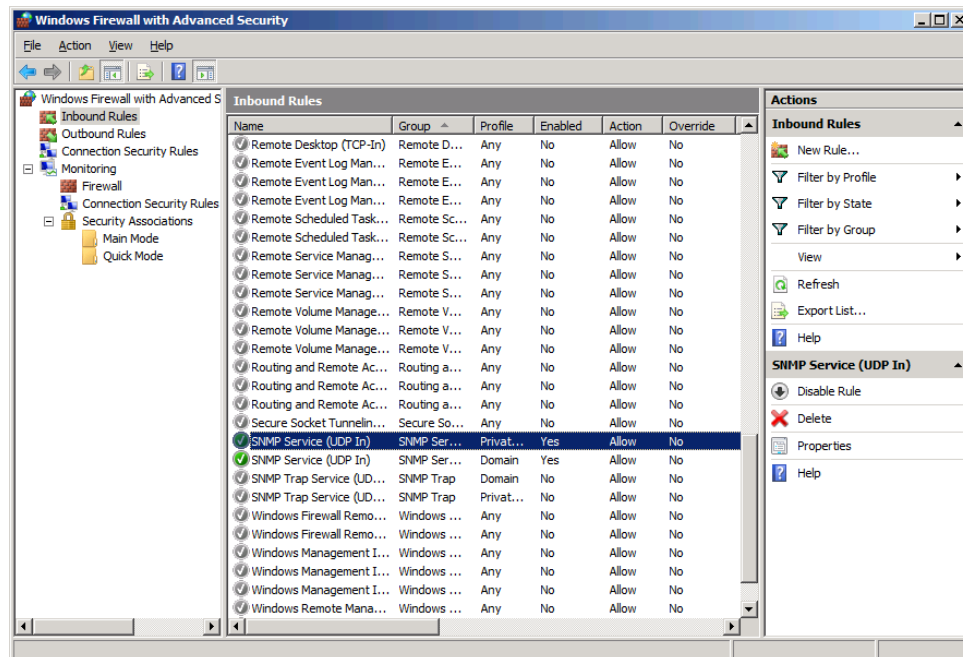 Windows Firewall with Advanced Security
File Action View Help
Windows Firewall with Advanced S
Inbound Rules
Outbound Rules
Connection Security Rules
Monitoring
Firewall
Connection Security Rules
Security Associations
Main Mode
Quick Mode
Inbound Rules
Name Group Profile Enabled Action Override
Remote Desktop (TCP-In) Remote D... Any No Allow No
Remote Event Log Man... Remote E... Any No Allow No
Remote Event Log Man... Remote E... Any No Allow No
Remote Event Log Man... Remote E... Any No Allow No
Remote Scheduled Task... Remote Sc... Any No Allow No
Remote Scheduled Task... Remote Sc... Any No Allow No
Remote Service Manag... Remote S... Any No Allow No
Remote Service Manag... Remote S... Any No Allow No
Remote Service Manag... Remote S... Any No Allow No
Remote Volume Manage... Remote V... Any No Allow No
Remote Volume Manage... Remote V... Any No Allow No
Remote Volume Manage... Remote V... Any No Allow No
Routing and Remote Ac... Routing a... Any No Allow No
Routing and Remote Ac... Routing a... Any No Allow No
Routing and Remote Ac... Routing a... Any No Allow No
Secure Socket Tunnelin... Secure So... Any No Allow No
SNMP Service (UDP In) SNMP Ser... Privat... Yes Allow No
SNMP Service (UDP In) SNMP Ser... Domain Yes Allow No
SNMP Trap Service (UD... SNMP Trap Domain No Allow No
SNMP Trap Service (UD... SNMP Trap Privat... No Allow No
Windows Firewall Remo... Windows ... Any No Allow No
Windows Firewall Remo... Windows ... Any No Allow No
Windows Management I... Windows ... Any No Allow No
Windows Management I... Windows ... Any No Allow No
Windows Management I... Windows ... Any No Allow No
Windows Remote Mana... Windows ... Any No Allow No
Actions
Inbound Rules
New Rule...
Filter by Profile
Filter by State
Filter by Group
View
Refresh
Export List...
Help
SNMP Service (UDP In)
Disable Rule
Delete
Properties
Help